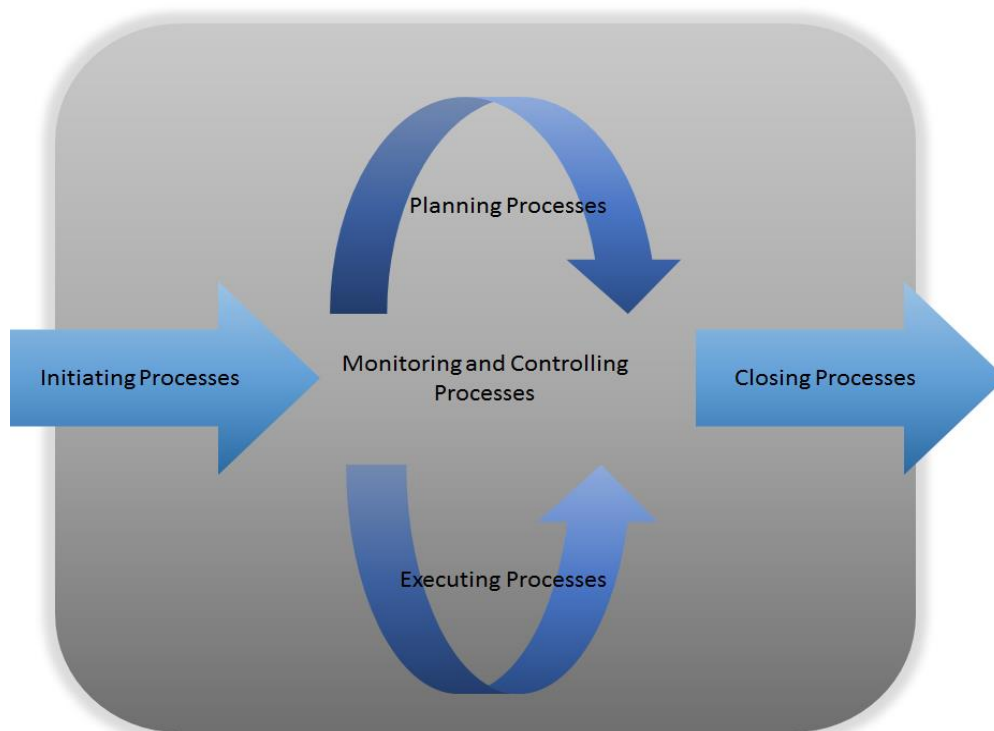 Planning Processes
Initiating Processes
Monitoring and Controlling
Processes
Closing Processes
Executing Processes